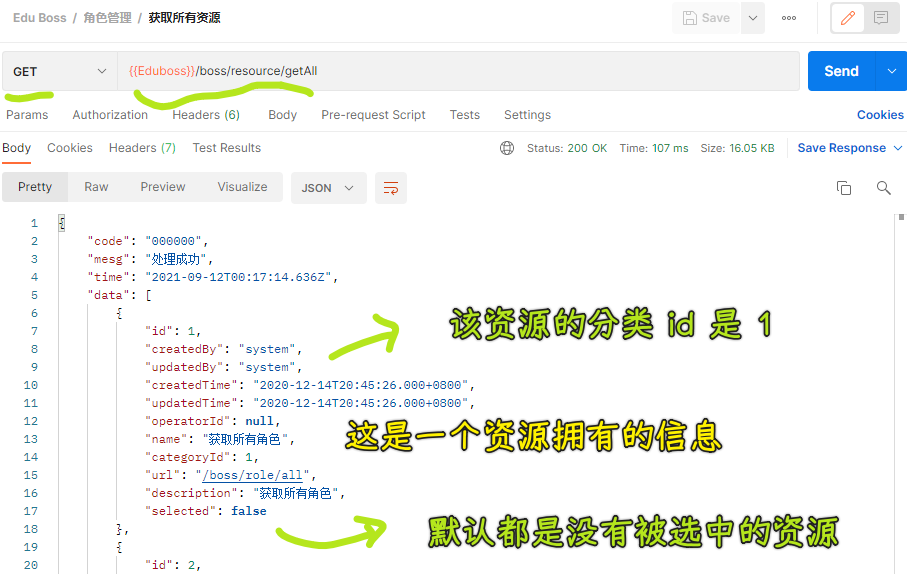 Edu Boss / 角色管理 / 获取所有资源 Save
GET {{Eduboss}}/boss/resource/getAll Send
Params Authorization Headers (6) Body Pre-request Script Tests Settings Cookies
Body Cookies Headers (7) Test Results Status: 200 OK Time: 107 ms Size: 16.05 KB Save Response
Pretty Raw Preview Visualize JSON
1 {
2 "code": "000000",
3 "mesg": "处理成功",
4 "time": "2021-09-12T00:17:14.636Z",
5 "data": [
6 {
7 "id": 1,
该资源的分类 id 是 1
8 "createdBy": "system",
9 "updatedBy": "system",
10 "createdTime": "2020-12-14T20:45:26.000+0800",
11 "updatedTime": "2020-12-14T20:45:26.000+0800",
12 "operatorId": null,
13 "name": "获取所有角色",
这是一个资源拥有的信息
14 "categoryId": 1,
15 "url": "/boss/role/all",
16 "description": "获取所有角色",
17 "selected": false
18 },
默认都是没有被选中的资源
19 {
20 "id": 2,